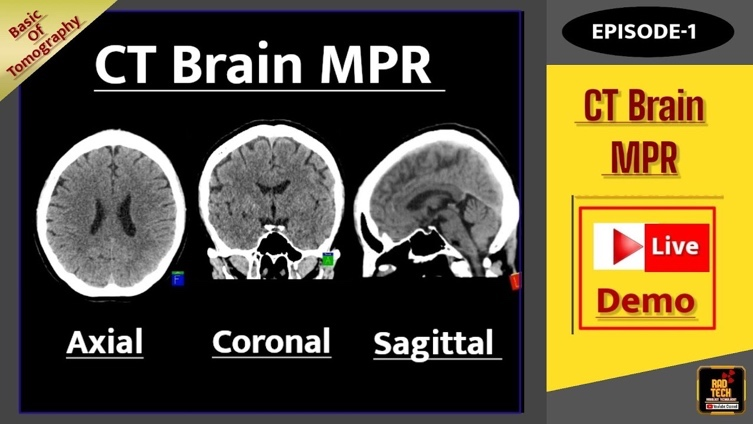 Basic
Of
Tomography
CT Brain MPR
Axial
Coronal
Sagittal
EPISODE-1
CT Brain
MPR
Live
Demo
RAD
TECH